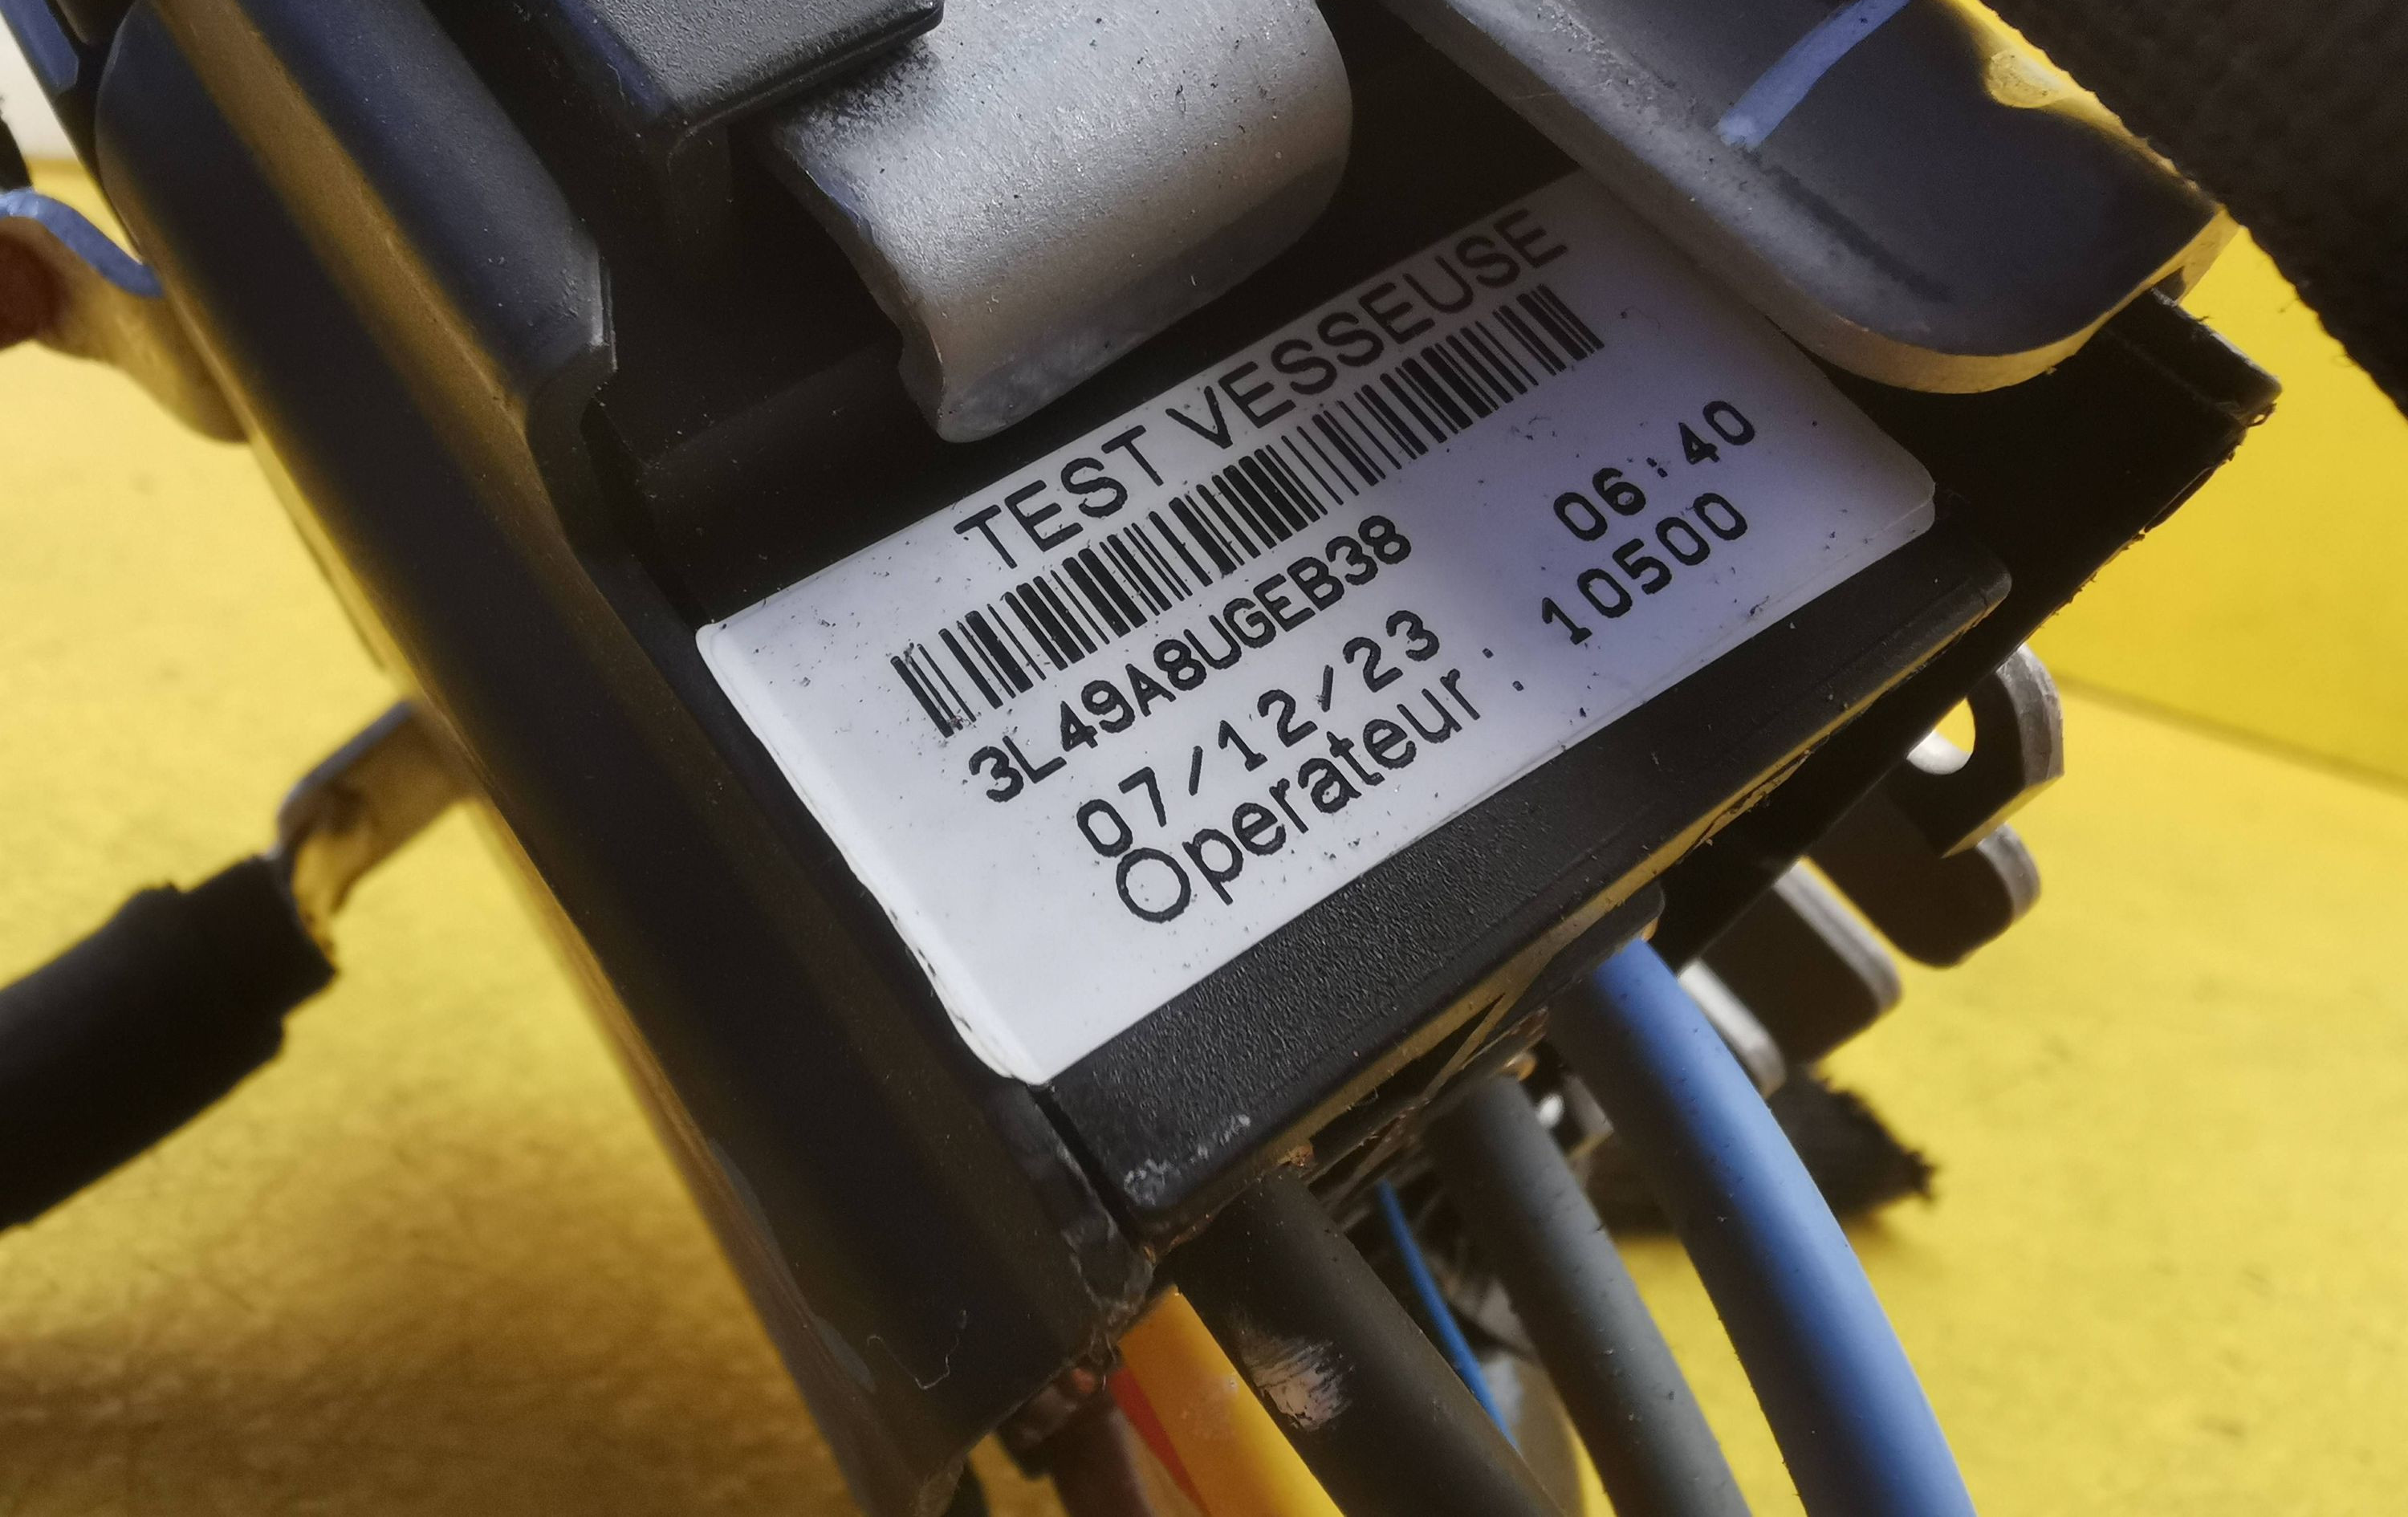 TEST VESSEUSE
3L49A8UGEB38
07/12/23 06:40
Operateur : 10500